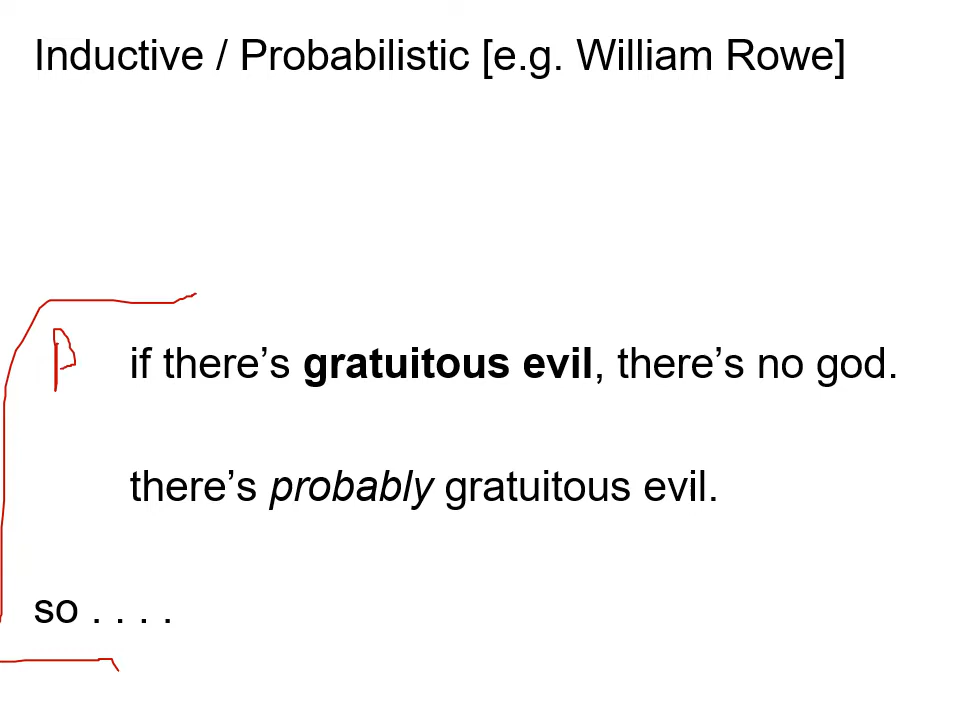 Inductive / Probabilistic [e.g. William Rowe]
P if there’s gratuitous evil, there’s no god.
there’s probably gratuitous evil.
so . . . .